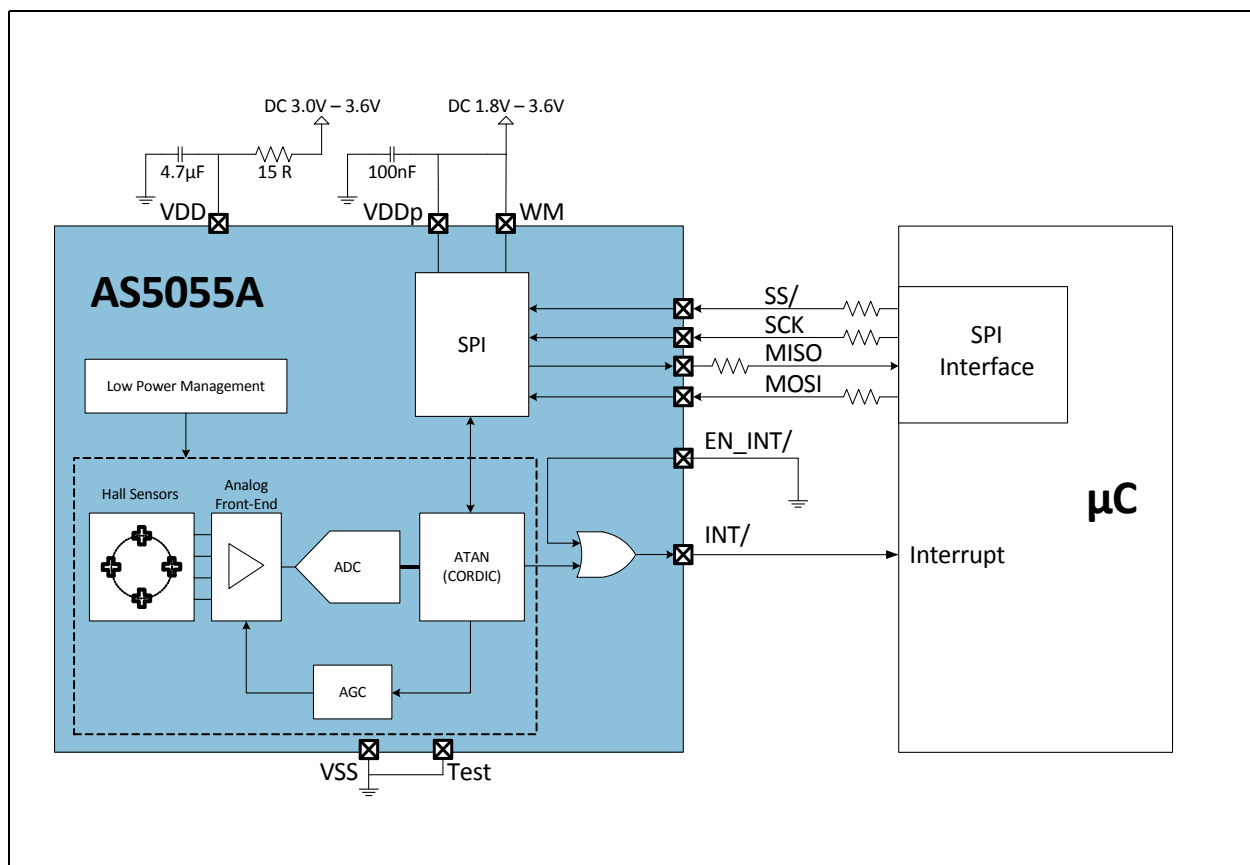 DC 3.0V – 3.6V
DC 1.8V – 3.6V
4.7µF
15 R
100nF
VDD
VDDp
WM
AS5055A
SS/
SCK
MISO
MOSI
SPI
SPI
Interface
Low Power Management
EN_INT/
Hall Sensors
Analog
Front-End
µC
ADC
ATAN
(CORDIC)
INT/
Interrupt
AGC
VSS
Test